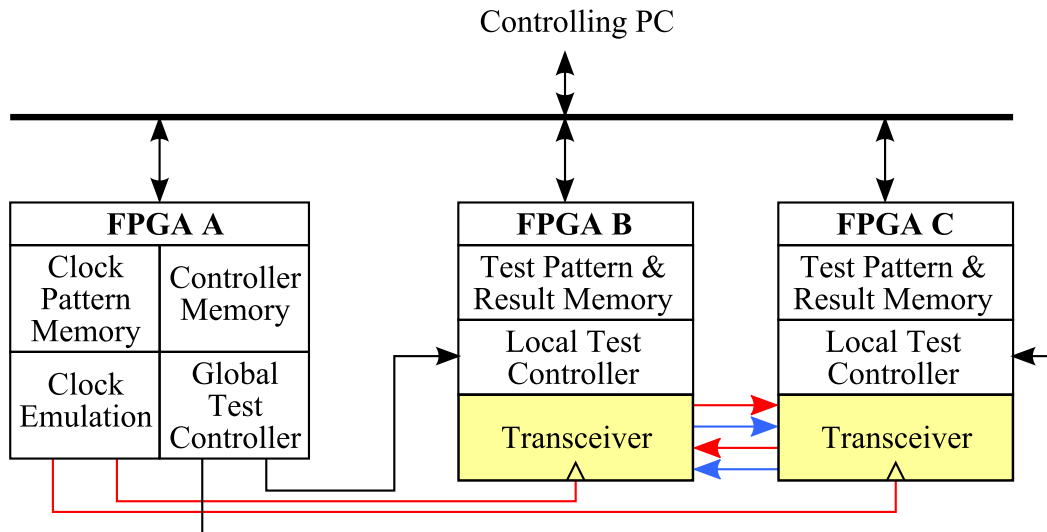 Controlling PC
FPGA A
Clock
Pattern
Memory
Controller
Memory
Clock
Emulation
Global
Test
Controller
FPGA B
Test Pattern &
Result Memory
Local Test
Controller
Transceiver
FPGA C
Test Pattern &
Result Memory
Local Test
Controller
Transceiver